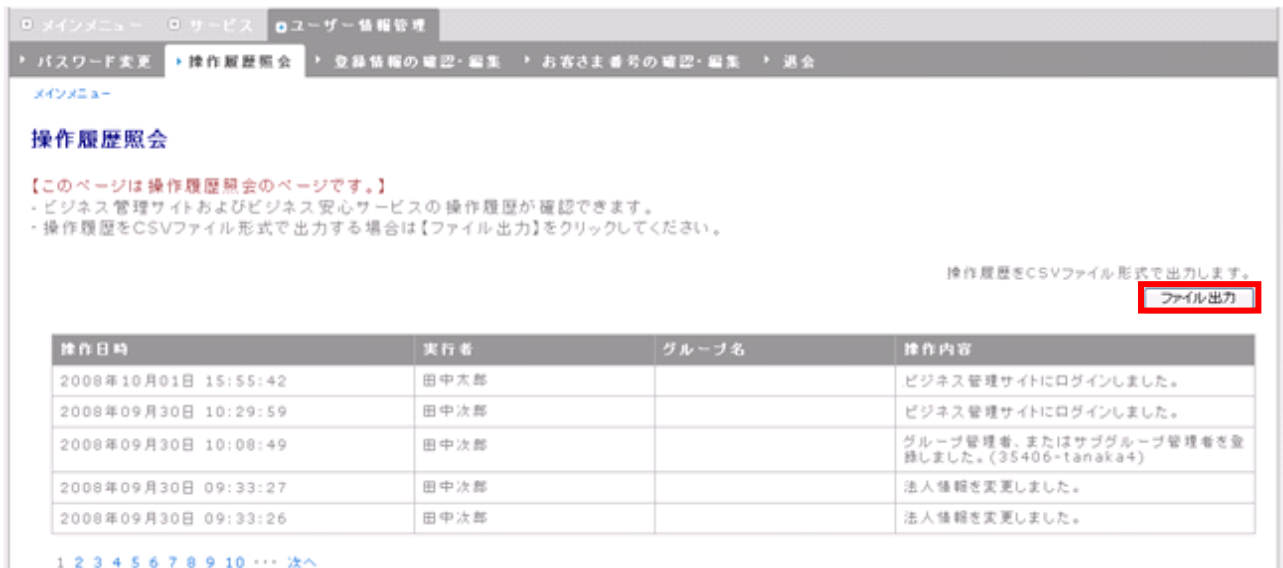 メインメニュー サービス ユーザー情報管理
パスワード変更 操作履歴照会 登録情報の確認・編集 お客さま番号の確認・編集 退会
メインメニュー
操作履歴照会
【このページは操作履歴照会のページです。】
・ビジネス管理サイトおよびビジネス安心サービスの操作履歴が確認できます。
・操作履歴をCSVファイル形式で出力する場合は【ファイル出力】をクリックしてください。
操作履歴をCSVファイル形式で出力します。
ファイル出力
操作日時 実行者 グループ名 操作内容
2008年10月01日 15:55:42 田中太郎 ビジネス管理サイトにログインしました。
2008年09月30日 10:29:59 田中次郎 ビジネス管理サイトにログインしました。
2008年09月30日 10:08:49 田中次郎 グループ管理者、またはサブグループ管理者を登
録しました。(35406-tanaka4)
2008年09月30日 09:33:27 田中次郎 法人情報を変更しました。
2008年09月30日 09:33:26 田中次郎 法人情報を変更しました。
1 2 3 4 5 6 7 8 9 10 … 次へ